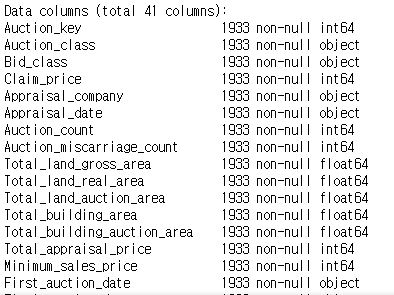 Data columns (total 41 columns):
Auction_key 1933 non-null int64
Auction_class 1933 non-null object
Bid_class 1933 non-null object
Claim_price 1933 non-null int64
Appraisal_company 1933 non-null object
Appraisal_date 1933 non-null object
Auction_count 1933 non-null int64
Auction_miscarriage_count 1933 non-null int64
Total_land_gross_area 1933 non-null float64
Total_land_real_area 1933 non-null float64
Total_land_auction_area 1933 non-null float64
Total_building_area 1933 non-null float64
Total_building_auction_area 1933 non-null float64
Total_appraisal_price 1933 non-null int64
Minimum_sales_price 1933 non-null int64
First_auction_date 1933 non-null object